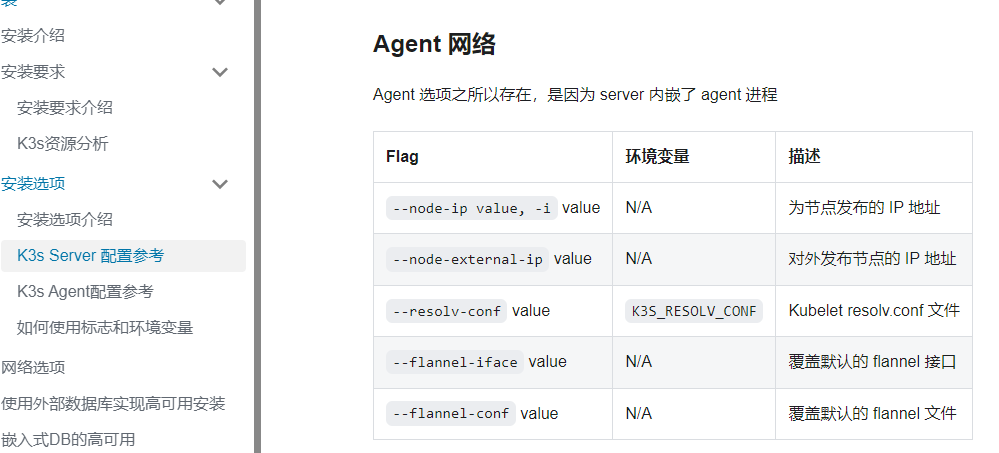 装
安装介绍
安装要求
安装要求介绍
K3s资源分析
安装选项
安装选项介绍
K3s Server 配置参考
K3s Agent配置参考
如何使用标志和环境变量
网络选项
使用外部数据库实现高可用安装
嵌入式DB的高可用
Agent 网络
Agent 选项之所以存在，是因为 server 内嵌了 agent 进程
Flag 环境变量 描述
--node-ip value, -i value N/A 为节点发布的 IP 地址
--node-external-ip value N/A 对外发布节点的 IP 地址
--resolv-conf value K3S_RESOLV_CONF Kubelet resolv.conf 文件
--flannel-iface value N/A 覆盖默认的 flannel 接口
--flannel-conf value N/A 覆盖默认的 flannel 文件